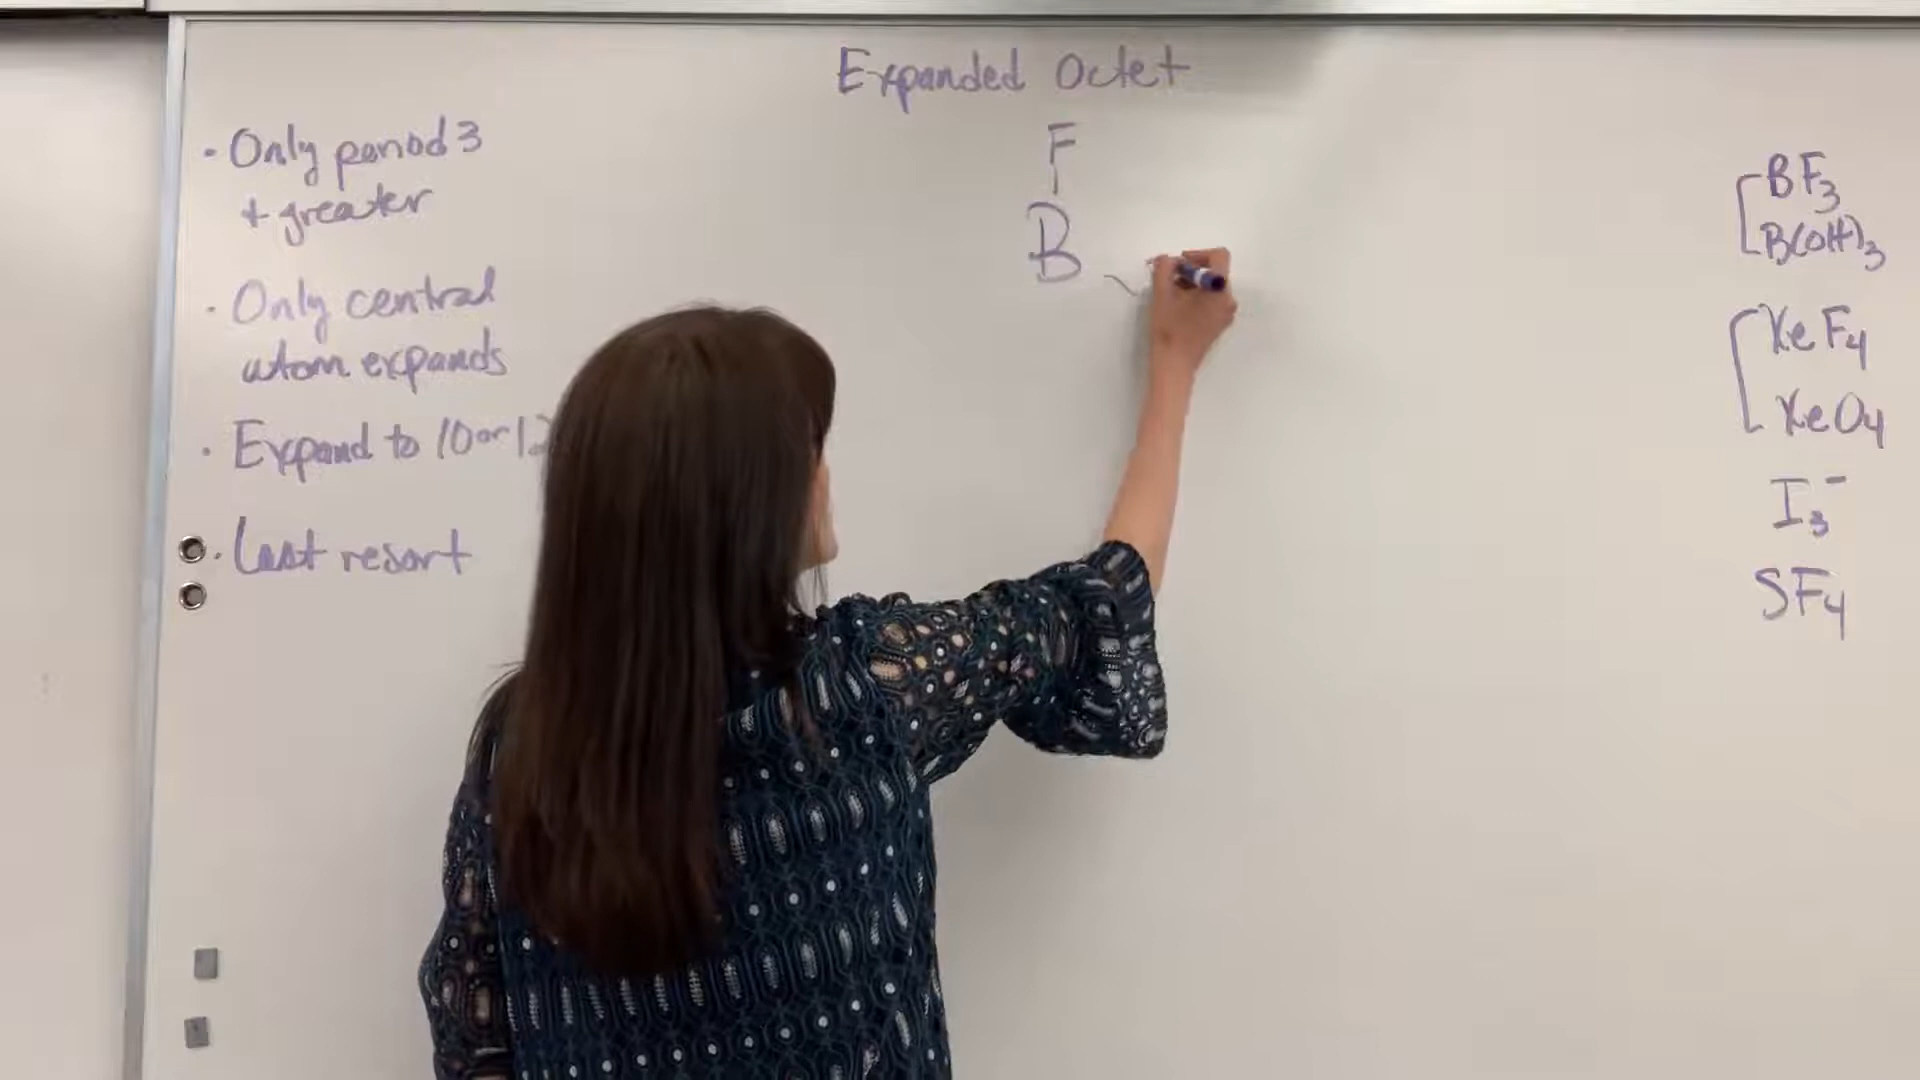 Expanded Octet
· Only period 3
+ greater
· Only central
atom expands
· Expand to 10 or 12
· Last resort
F
B
BF₃
B(OH)₃
XeF₄
XeO₄
I₃⁻
SF₄